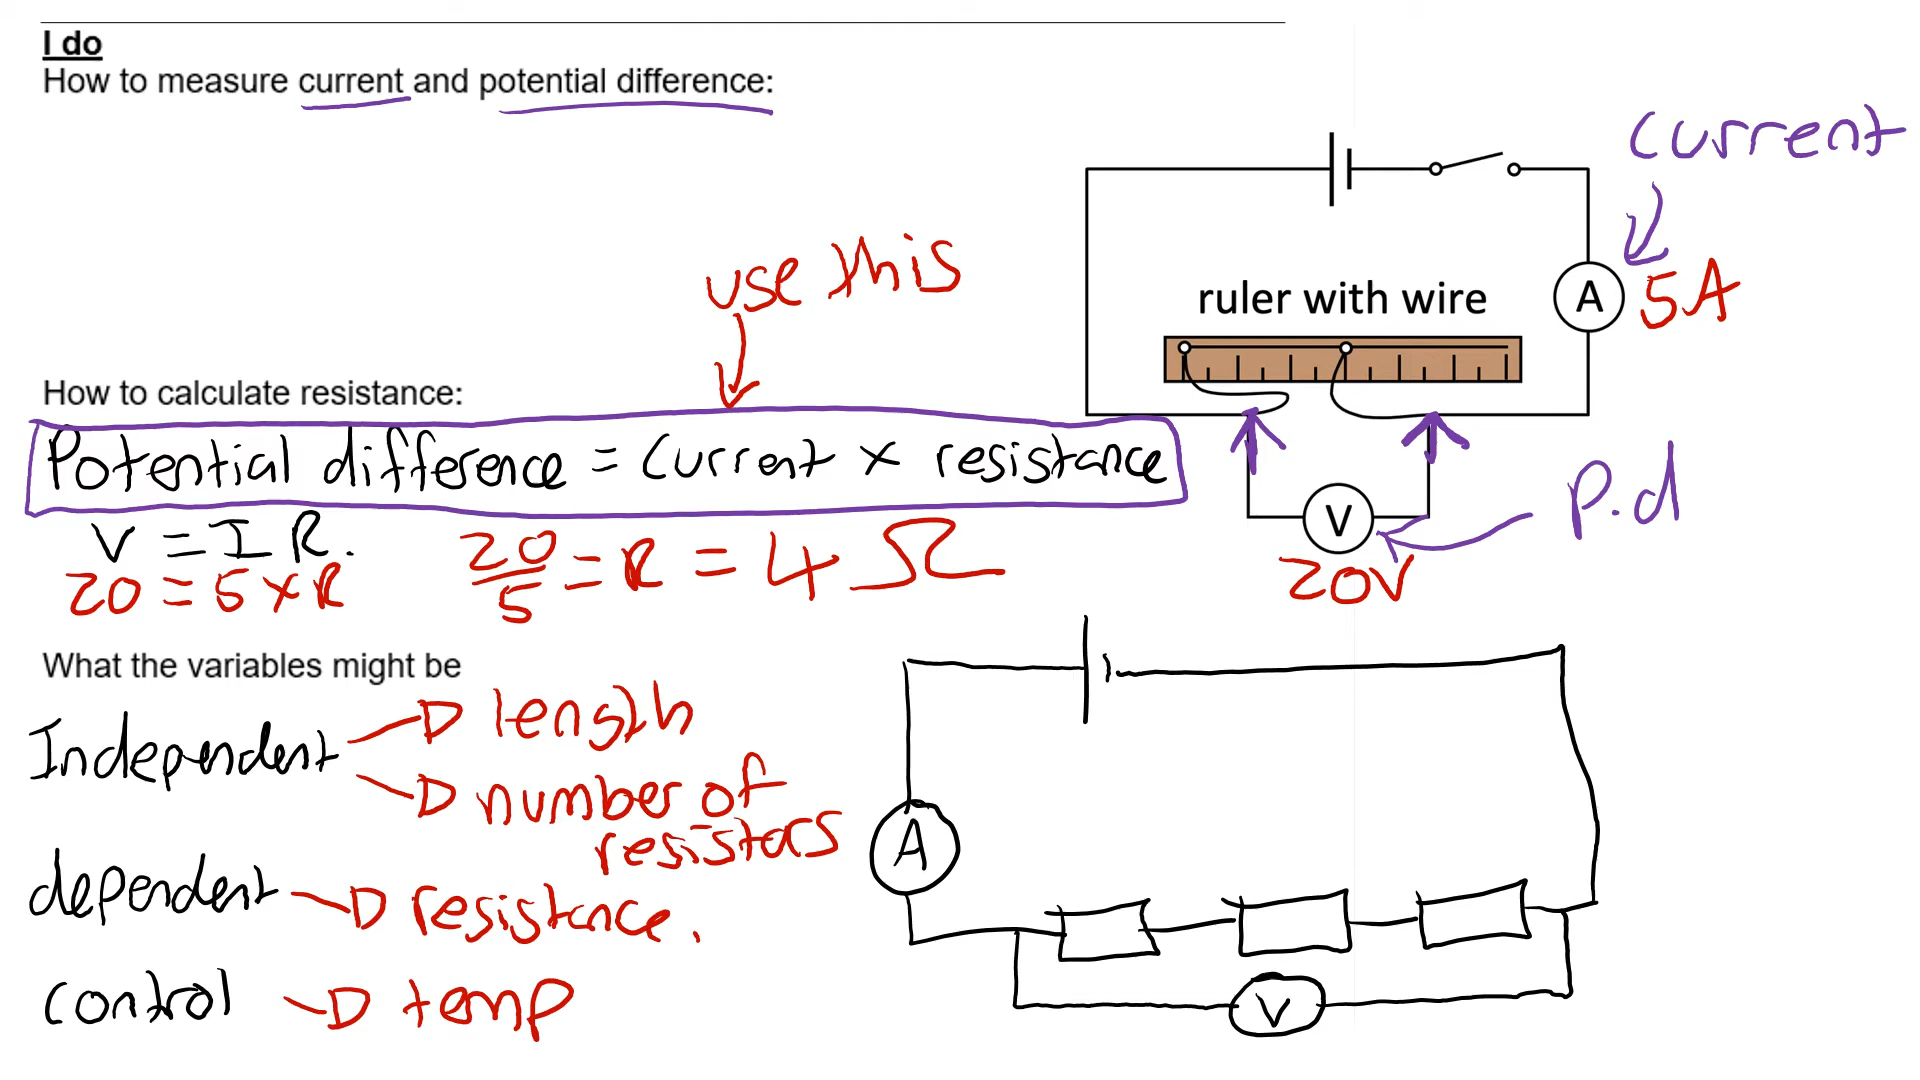 I do
How to measure current and potential difference:
current
use this
5A
A
ruler with wire
How to calculate resistance:
Potential difference = Current x resistance
p.d
V
20V
V = I R.
20 = 5 x R
20/5 = R = 4 Ω
What the variables might be
Independent
length
number of
resistors
dependent
resistance.
control
temp
A
V